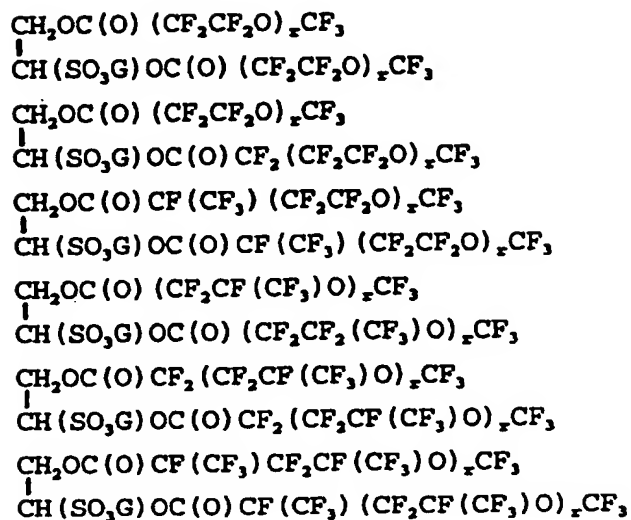 CH₂OC(O) (CF₂CF₂O)ₓCF₃
CH(SO₃G)OC(O) (CF₂CF₂O)ₓCF₃
CH₂OC(O) (CF₂CF₂O)ₓCF₃
CH(SO₃G)OC(O)CF₂(CF₂CF₂O)ₓCF₃
CH₂OC(O)CF(CF₃) (CF₂CF₂O)ₓCF₃
CH(SO₃G)OC(O)CF(CF₃) (CF₂CF₂O)ₓCF₃
CH₂OC(O) (CF₂CF(CF₃)O)ₓCF₃
CH(SO₃G)OC(O) (CF₂CF₂(CF₃)O)ₓCF₃
CH₂OC(O)CF₂(CF₂CF(CF₃)O)ₓCF₃
CH(SO₃G)OC(O)CF₂(CF₂CF(CF₃)O)ₓCF₃
CH₂OC(O)CF(CF₃)CF₂CF(CF₃)O)ₓCF₃
CH(SO₃G)OC(O)CF(CF₃) (CF₂CF(CF₃)O)ₓCF₃